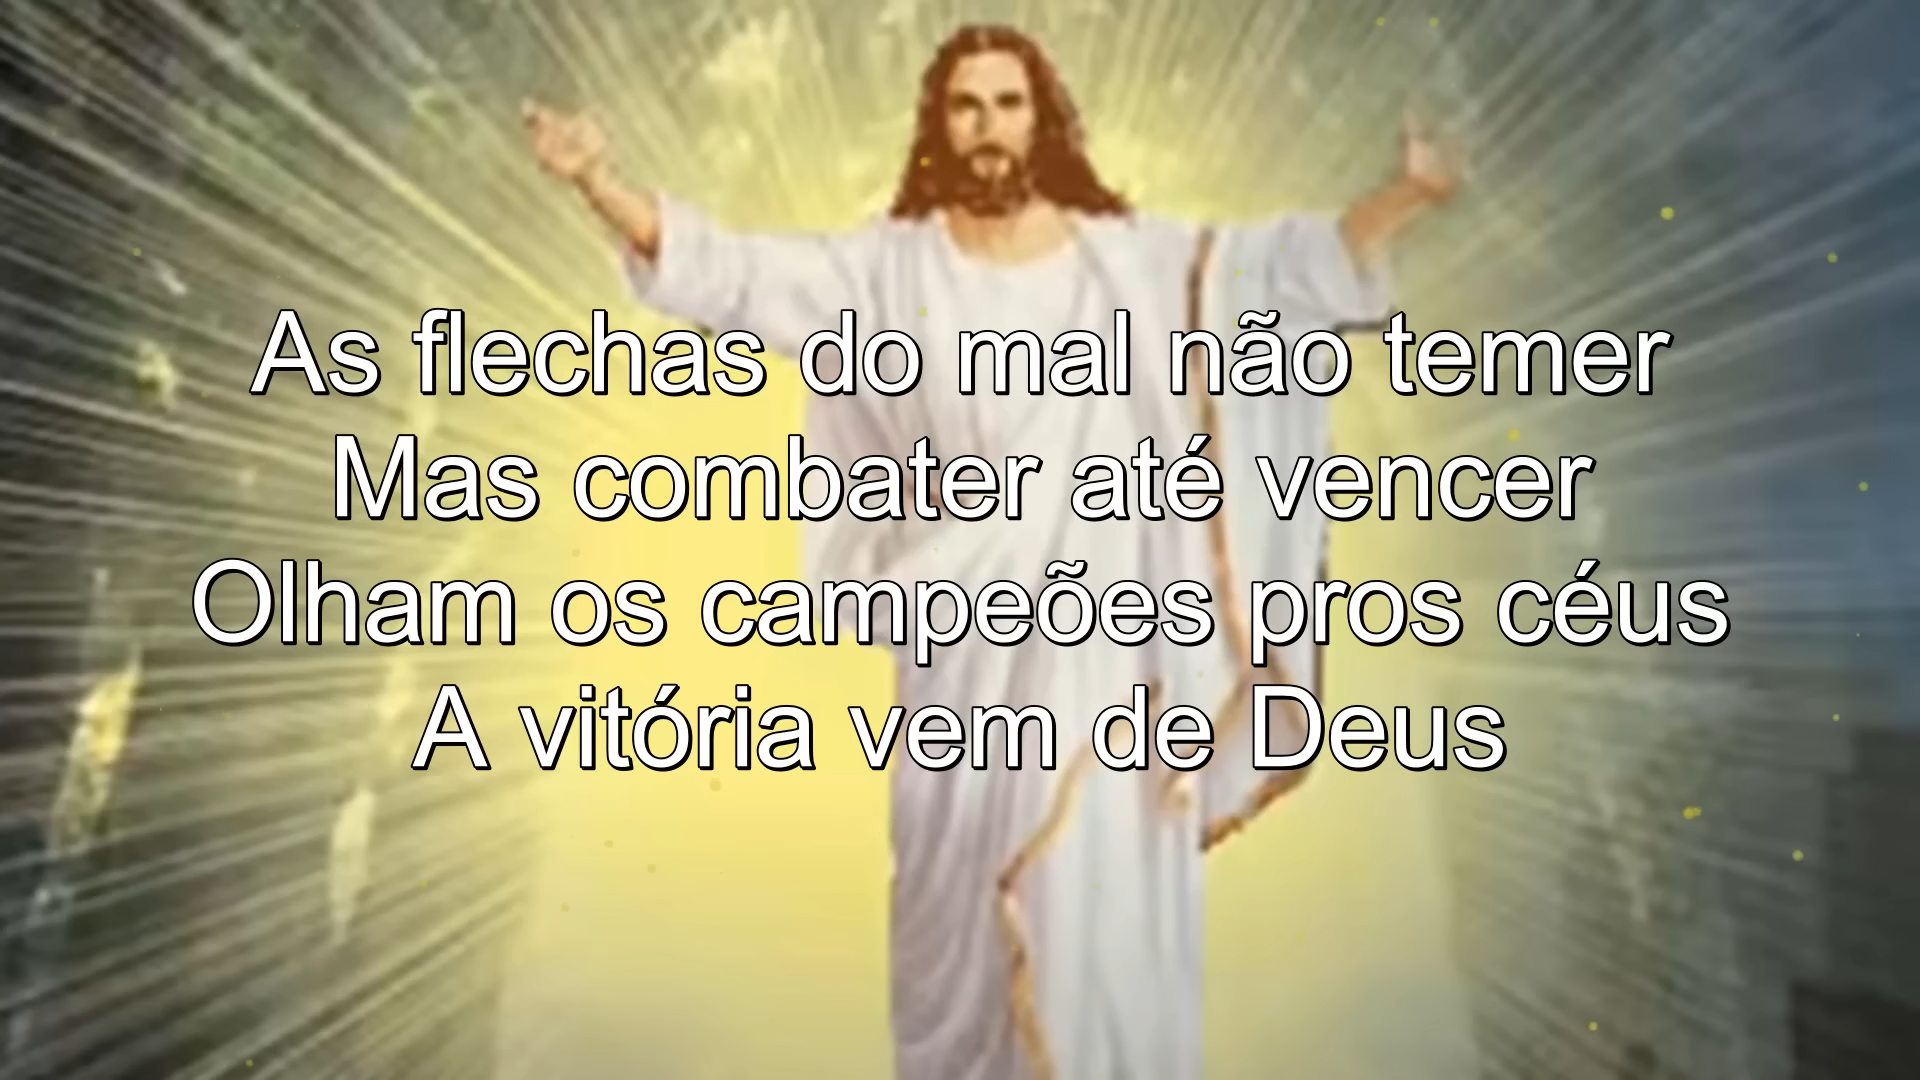 As flechas do mal não temer
Mas combater até vencer
Olham os campeões pros céus
A vitória vem de Deus